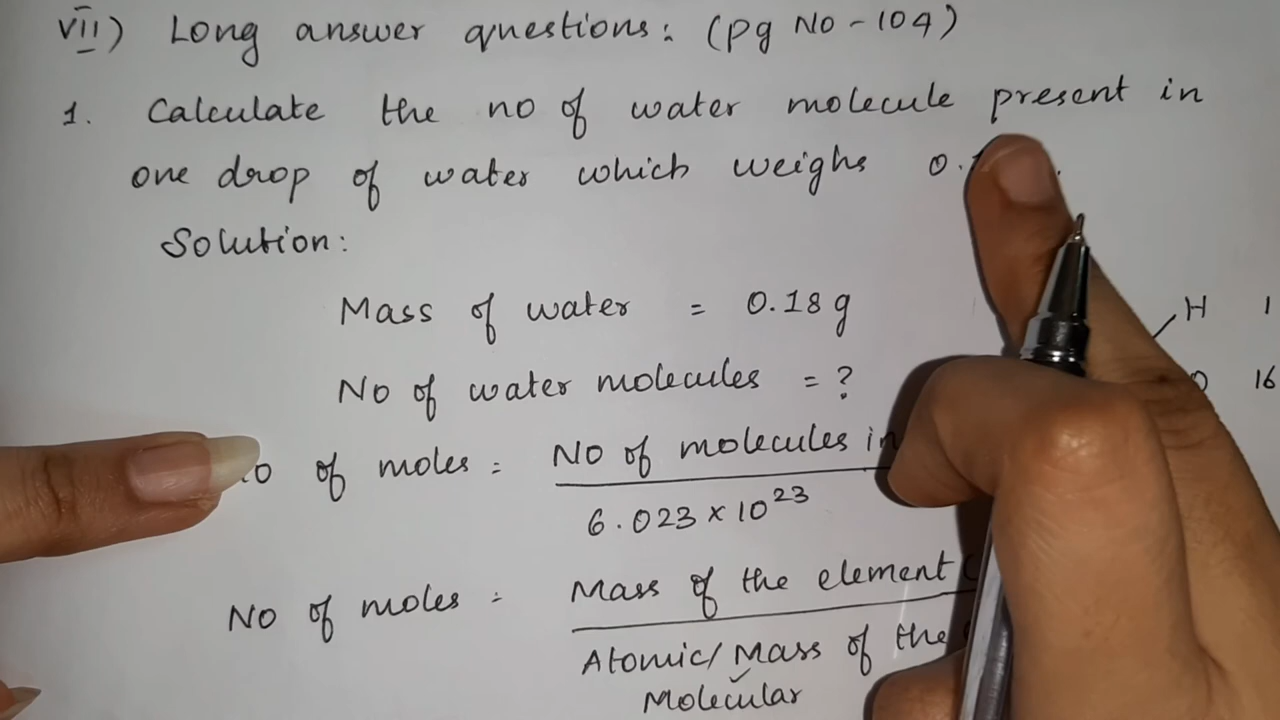 VII) Long answer questions: (pg No - 104)
1. Calculate the no of water molecule present in
one drop of water which weighs 0.
Solution:
Mass of water = 0.18 g
H 1
No of water molecules = ?
16
of moles = No of molecules in
6.023 × 10²³
No of moles = Mass of the element
Atomic/ Mass of the
Molecular